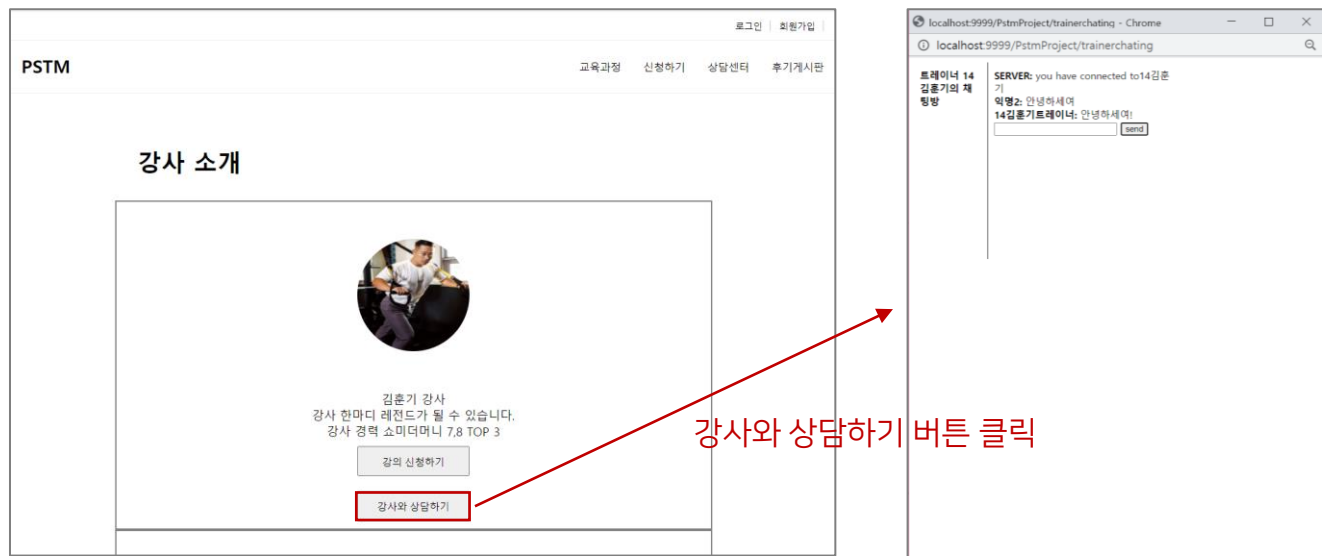 로그인 회원가입
PSTM
교육과정 신청하기 상담센터 후기게시판
강사 소개
김훈기 강사
강사 한마디 레전드가 될 수 있습니다.
강사 경력 쇼미더머니 7,8 TOP 3
강의 신청하기
강사와 상담하기
강사와 상담하기 버튼 클릭
localhost:9999/PstmProject/trainerchating - Chrome
localhost:9999/PstmProject/trainerchating
트레이너 14
김훈기의 채
팅방
SERVER: you have connected to14김훈
기
익명2: 안녕하세여
14김훈기트레이너: 안녕하세여!
send